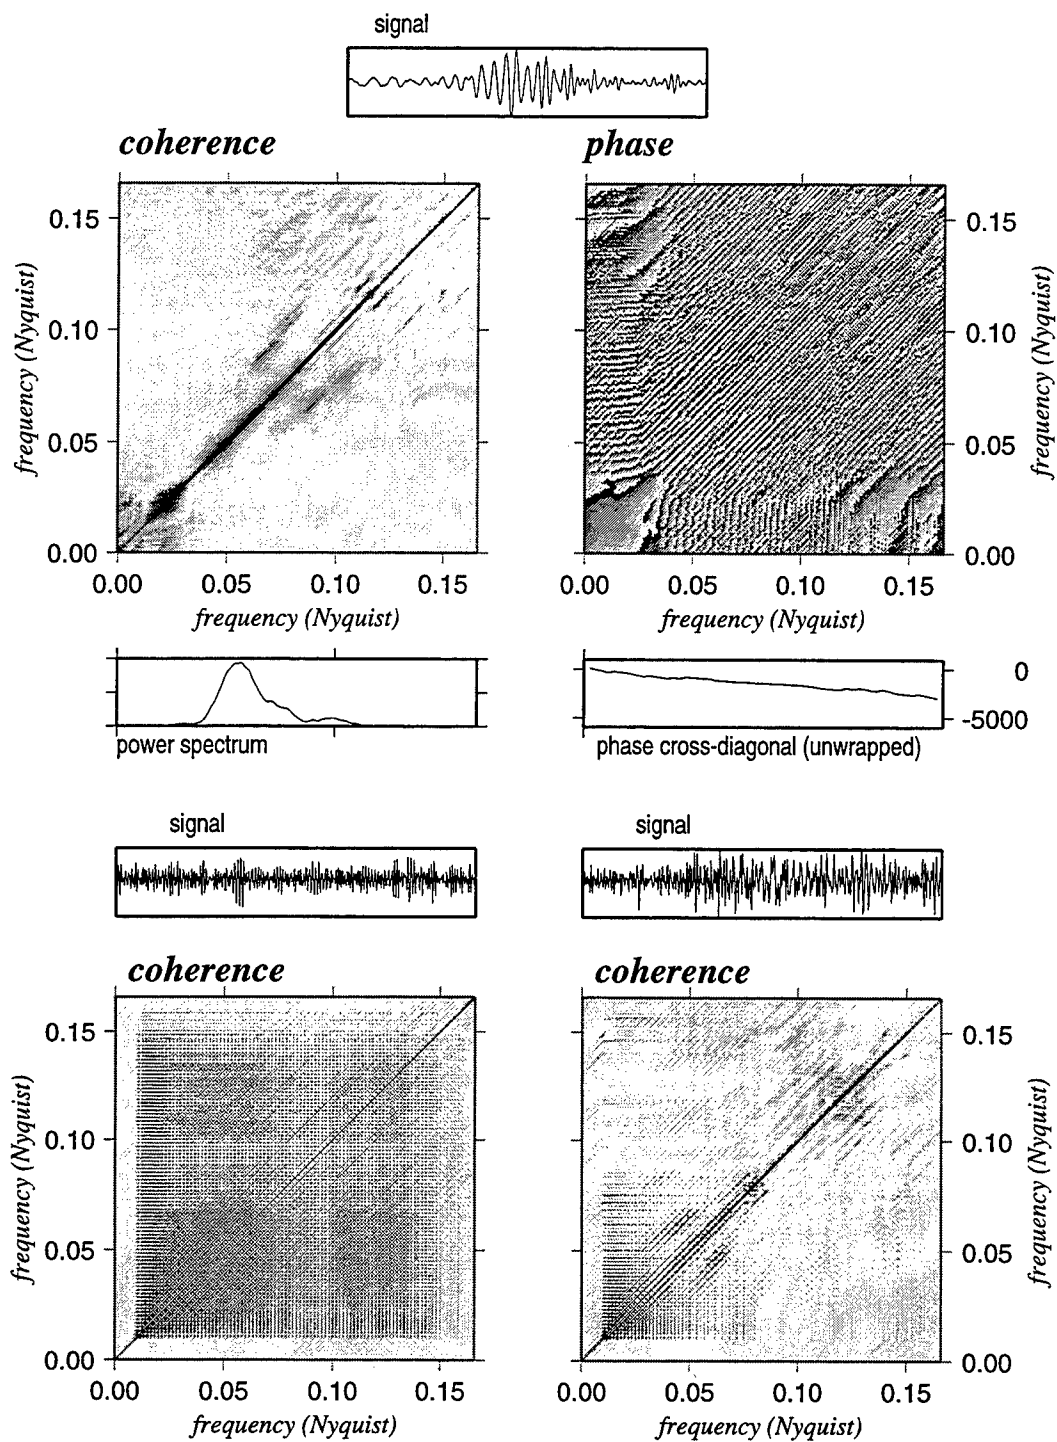 signal
coherence
phase
0.15
0.10
0.05
0.00
frequency (Nyquist)
0.00 0.05 0.10 0.15
frequency (Nyquist)
0.15
0.10
0.05
0.00
frequency (Nyquist)
0.00 0.05 0.10 0.15
frequency (Nyquist)
power spectrum
0
-5000
phase cross-diagonal (unwrapped)
signal
signal
coherence
coherence
0.15
0.10
0.05
0.00
frequency (Nyquist)
0.00 0.05 0.10 0.15
frequency (Nyquist)
0.15
0.10
0.05
0.00
frequency (Nyquist)
0.00 0.05 0.10 0.15
frequency (Nyquist)